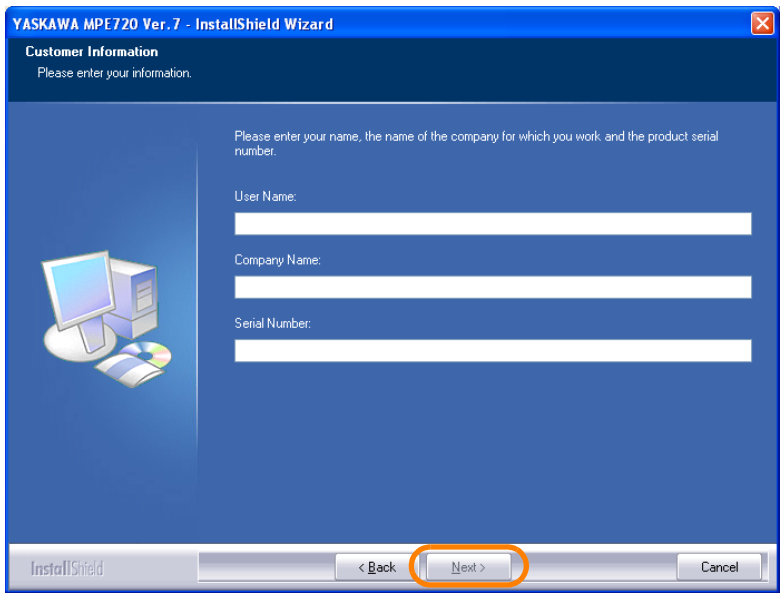 YASKAWA MPE720 Ver.7 - InstallShield Wizard
Customer Information
Please enter your information.
Please enter your name, the name of the company for which you work and the product serial
number.
User Name:
Company Name:
Serial Number:
InstallShield
< Back
Next >
Cancel